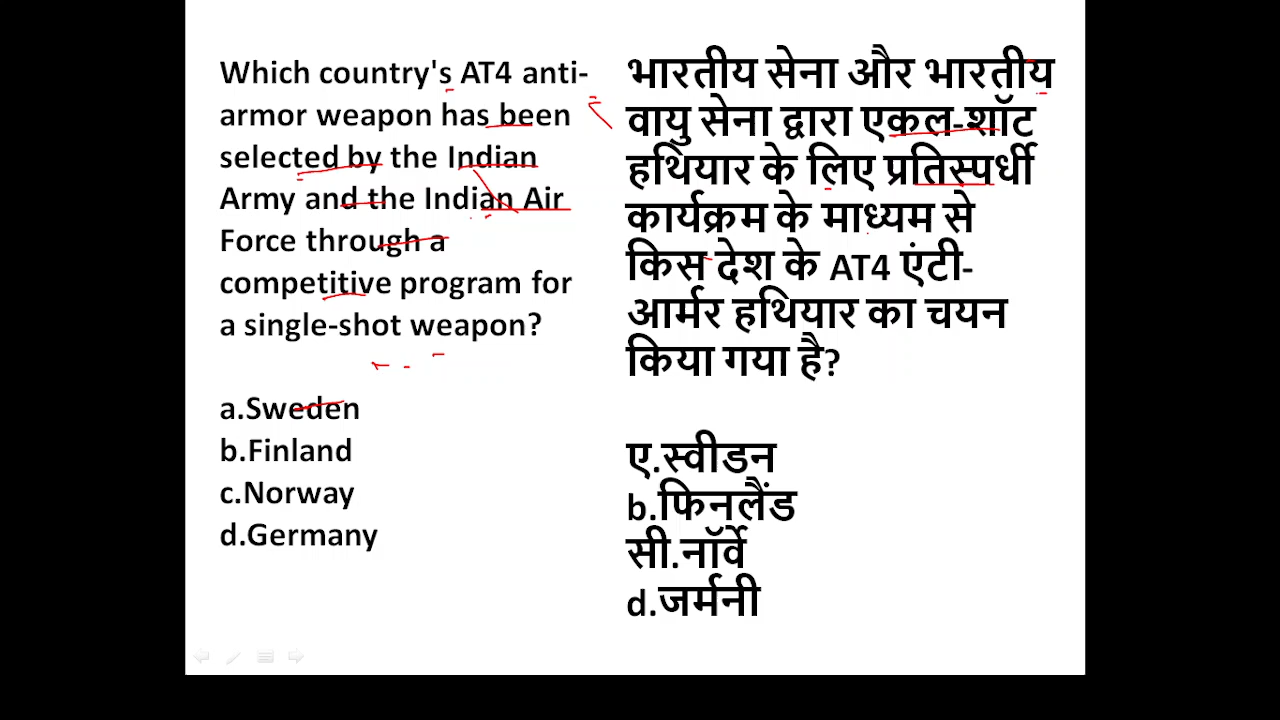 Which country's AT4 anti-
armor weapon has been
selected by the Indian
Army and the Indian Air
Force through a
competitive program for
a single-shot weapon?
a.Sweden
b.Finland
c.Norway
d.Germany
भारतीय सेना और भारतीय
वायु सेना द्वारा एकल-शॉट
हथियार के लिए प्रतिस्पर्धी
कार्यक्रम के माध्यम से
किस देश के AT4 एंटी-
आर्मर हथियार का चयन
किया गया है?
ए.स्वीडन
b.फिनलैंड
सी.नॉर्वे
d.जर्मनी